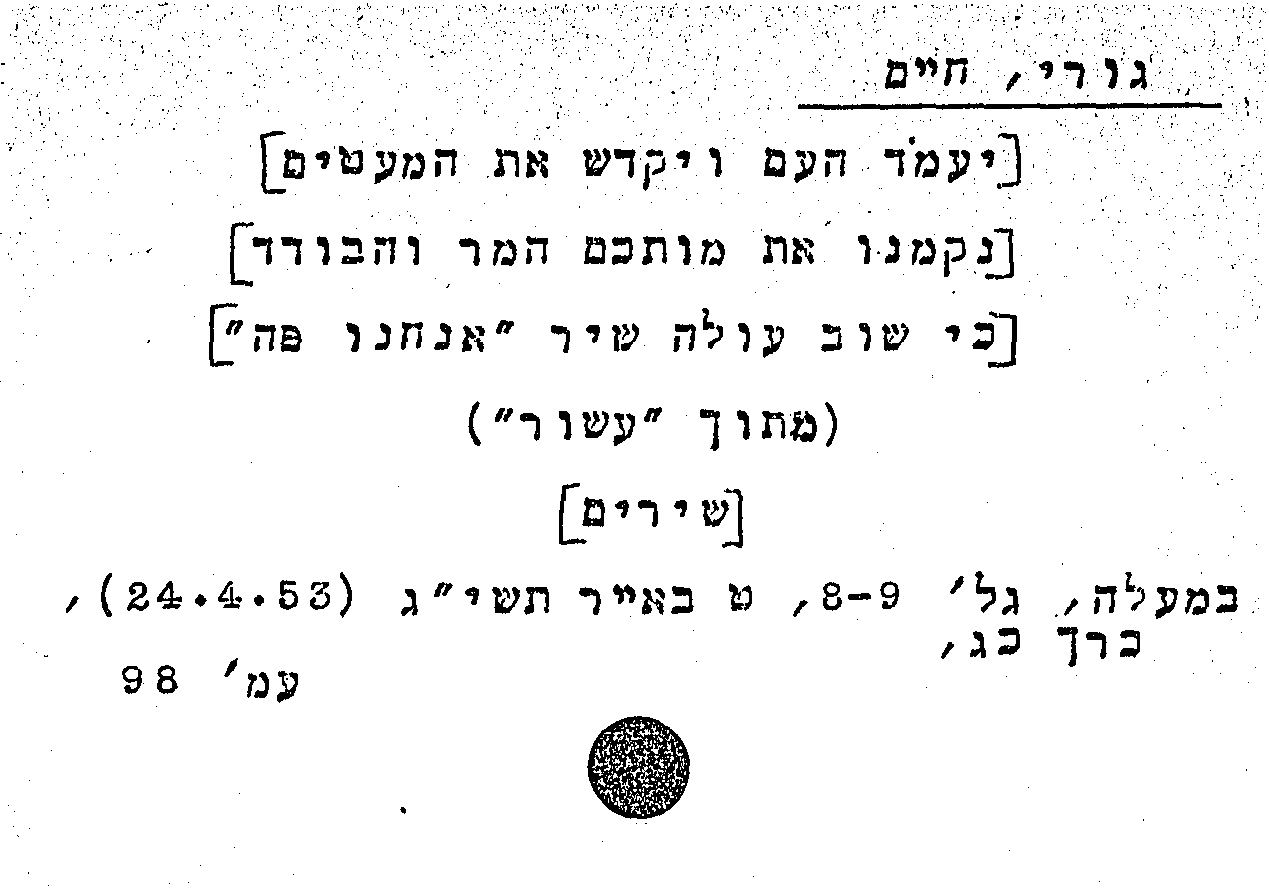 גורי, חיים
[יעמד העם ויקדש את המעטים]
[נקמנו את מותכם המר והבודד]
[כי שוב עולה שיר "אנחנו פה"]
(מתוך "עשור")
[שירים]
במעלה, גל' 8-9, ט באייר תשי"ג (24.4.53),
כרך כג,
עמ' 98